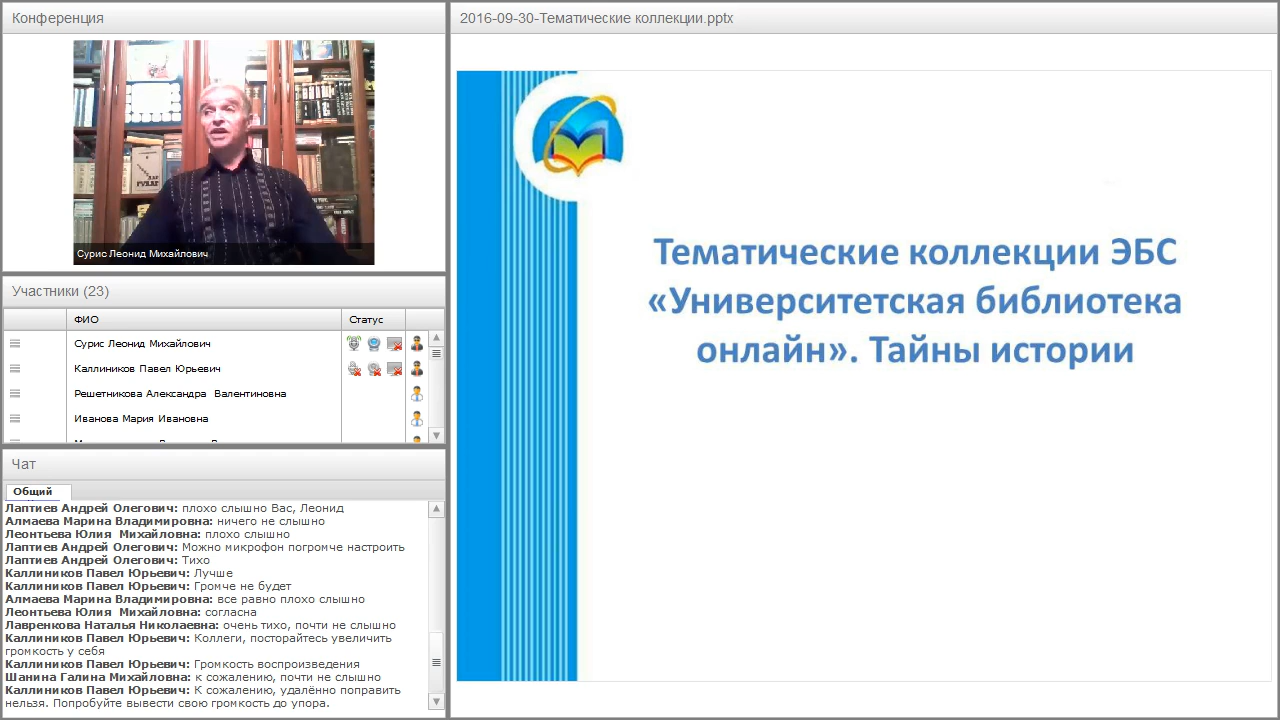 Конференция
Сурис Леонид Михайлович
Участники (23)
ФИО
Статус
Сурис Леонид Михайлович
Каллиников Павел Юрьевич
Решетникова Александра Валентиновна
Иванова Мария Ивановна
Чат
Общий
Лаптиев Андрей Олегович: плохо слышно Вас, Леонид
Алмаева Марина Владимировна: ничего не слышно
Леонтьева Юлия Михайловна: плохо слышно
Лаптиев Андрей Олегович: Можно микрофон погромче настроить
Лаптиев Андрей Олегович: Тихо
Каллиников Павел Юрьевич: Лучше
Каллиников Павел Юрьевич: Громче не будет
Алмаева Марина Владимировна: все равно плохо слышно
Леонтьева Юлия Михайловна: согласна
Лавренкова Наталья Николаевна: очень тихо, почти не слышно
Каллиников Павел Юрьевич: Коллеги, посторайтесь увеличить
громкость у себя
Каллиников Павел Юрьевич: Громкость воспроизведения
Шанина Галина Михайловна: к сожалению, почти не слышно
Каллиников Павел Юрьевич: К сожалению, удалённо поправить
нельзя. Попробуйте вывести свою громкость до упора.
2016-09-30-Тематические коллекции.pptx
Тематические коллекции ЭБС
«Университетская библиотека
онлайн». Тайны истории